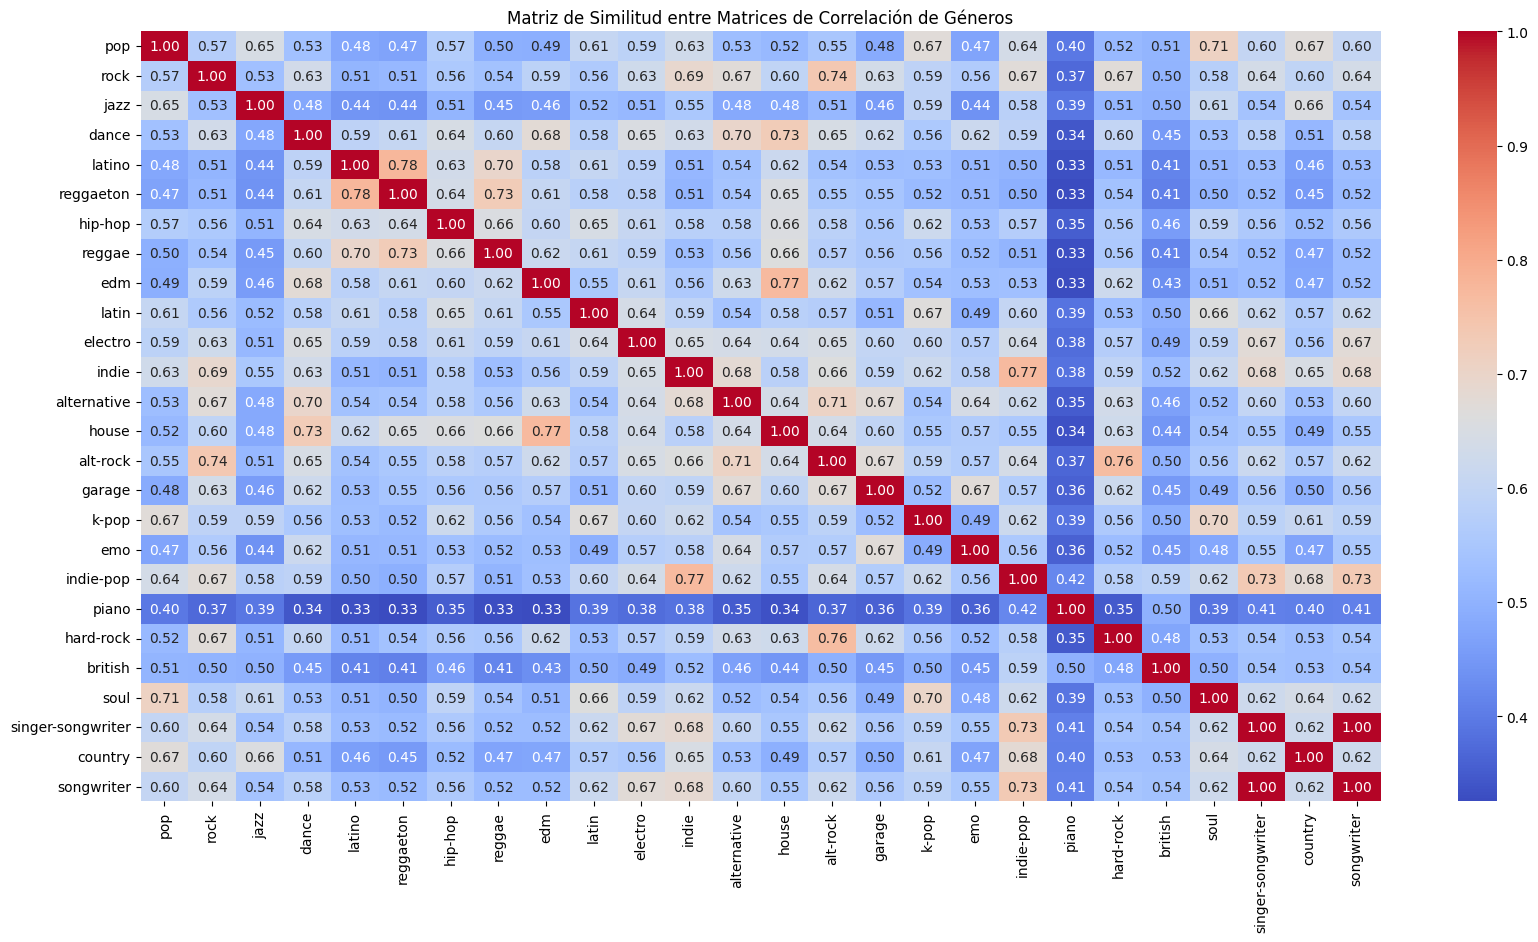 Matriz de Similitud entre Matrices de Correlación de Géneros
pop 1.00 0.57 0.65 0.53 0.48 0.47 0.57 0.50 0.49 0.61 0.59 0.63 0.53 0.52 0.55 0.48 0.67 0.47 0.64 0.40 0.52 0.51 0.71 0.60 0.67 0.60
rock 0.57 1.00 0.53 0.63 0.51 0.51 0.56 0.54 0.59 0.56 0.63 0.69 0.67 0.60 0.74 0.63 0.59 0.56 0.67 0.37 0.67 0.50 0.58 0.64 0.60 0.64
jazz 0.65 0.53 1.00 0.48 0.44 0.44 0.51 0.45 0.46 0.52 0.51 0.55 0.48 0.48 0.51 0.46 0.59 0.44 0.58 0.39 0.51 0.50 0.61 0.54 0.66 0.54
dance 0.53 0.63 0.48 1.00 0.59 0.61 0.64 0.60 0.68 0.58 0.65 0.63 0.70 0.73 0.65 0.62 0.56 0.62 0.59 0.34 0.60 0.45 0.53 0.58 0.51 0.58
latino 0.48 0.51 0.44 0.59 1.00 0.78 0.63 0.70 0.58 0.61 0.59 0.51 0.54 0.62 0.54 0.53 0.53 0.51 0.50 0.33 0.51 0.41 0.51 0.53 0.46 0.53
reggaeton 0.47 0.51 0.44 0.61 0.78 1.00 0.64 0.73 0.61 0.58 0.58 0.51 0.54 0.65 0.55 0.55 0.52 0.51 0.50 0.33 0.54 0.41 0.50 0.52 0.45 0.52
hip-hop 0.57 0.56 0.51 0.64 0.63 0.64 1.00 0.66 0.60 0.65 0.61 0.58 0.58 0.66 0.58 0.56 0.62 0.53 0.57 0.35 0.56 0.46 0.59 0.56 0.52 0.56
reggae 0.50 0.54 0.45 0.60 0.70 0.73 0.66 1.00 0.62 0.61 0.59 0.53 0.56 0.66 0.57 0.56 0.56 0.52 0.51 0.33 0.56 0.41 0.54 0.52 0.47 0.52
edm 0.49 0.59 0.46 0.68 0.58 0.61 0.60 0.62 1.00 0.55 0.61 0.56 0.63 0.77 0.62 0.57 0.54 0.53 0.53 0.33 0.62 0.43 0.51 0.52 0.47 0.52
latin 0.61 0.56 0.52 0.58 0.61 0.58 0.65 0.61 0.55 1.00 0.64 0.59 0.54 0.58 0.57 0.51 0.67 0.49 0.60 0.39 0.53 0.50 0.66 0.62 0.57 0.62
electro 0.59 0.63 0.51 0.65 0.59 0.58 0.61 0.59 0.61 0.64 1.00 0.65 0.64 0.64 0.65 0.60 0.60 0.57 0.64 0.38 0.57 0.49 0.59 0.67 0.56 0.67
indie 0.63 0.69 0.55 0.63 0.51 0.51 0.58 0.53 0.56 0.59 0.65 1.00 0.68 0.58 0.66 0.59 0.62 0.58 0.77 0.38 0.59 0.52 0.62 0.68 0.65 0.68
alternative 0.53 0.67 0.48 0.70 0.54 0.54 0.58 0.56 0.63 0.54 0.64 0.68 1.00 0.64 0.71 0.67 0.54 0.64 0.62 0.35 0.63 0.46 0.52 0.60 0.53 0.60
house 0.52 0.60 0.48 0.73 0.62 0.65 0.66 0.66 0.77 0.58 0.64 0.58 0.64 1.00 0.64 0.60 0.55 0.57 0.55 0.34 0.63 0.44 0.54 0.55 0.49 0.55
alt-rock 0.55 0.74 0.51 0.65 0.54 0.55 0.58 0.57 0.62 0.57 0.65 0.66 0.71 0.64 1.00 0.67 0.59 0.57 0.64 0.37 0.76 0.50 0.56 0.62 0.57 0.62
garage 0.48 0.63 0.46 0.62 0.53 0.55 0.56 0.56 0.57 0.51 0.60 0.59 0.67 0.60 0.67 1.00 0.52 0.67 0.57 0.36 0.62 0.45 0.49 0.56 0.50 0.56
k-pop 0.67 0.59 0.59 0.56 0.53 0.52 0.62 0.56 0.54 0.67 0.60 0.62 0.54 0.55 0.59 0.52 1.00 0.49 0.62 0.39 0.56 0.50 0.70 0.59 0.61 0.59
emo 0.47 0.56 0.44 0.62 0.51 0.51 0.53 0.52 0.53 0.49 0.57 0.58 0.64 0.57 0.57 0.67 0.49 1.00 0.56 0.36 0.52 0.45 0.48 0.55 0.47 0.55
indie-pop 0.64 0.67 0.58 0.59 0.50 0.50 0.57 0.51 0.53 0.60 0.64 0.77 0.62 0.55 0.64 0.57 0.62 0.56 1.00 0.42 0.58 0.59 0.62 0.73 0.68 0.73
piano 0.40 0.37 0.39 0.34 0.33 0.33 0.35 0.33 0.33 0.39 0.38 0.38 0.35 0.34 0.37 0.36 0.39 0.36 0.42 1.00 0.35 0.50 0.39 0.41 0.40 0.41
hard-rock 0.52 0.67 0.51 0.60 0.51 0.54 0.56 0.56 0.62 0.53 0.57 0.59 0.63 0.63 0.76 0.62 0.56 0.52 0.58 0.35 1.00 0.48 0.53 0.54 0.53 0.54
british 0.51 0.50 0.50 0.45 0.41 0.41 0.46 0.41 0.43 0.50 0.49 0.52 0.46 0.44 0.50 0.45 0.50 0.45 0.59 0.50 0.48 1.00 0.50 0.54 0.53 0.54
soul 0.71 0.58 0.61 0.53 0.51 0.50 0.59 0.54 0.51 0.66 0.59 0.62 0.52 0.54 0.56 0.49 0.70 0.48 0.62 0.39 0.53 0.50 1.00 0.62 0.64 0.62
singer-songwriter 0.60 0.64 0.54 0.58 0.53 0.52 0.56 0.52 0.52 0.62 0.67 0.68 0.60 0.55 0.62 0.56 0.59 0.55 0.73 0.41 0.54 0.54 0.62 1.00 0.62 1.00
country 0.67 0.60 0.66 0.51 0.46 0.45 0.52 0.47 0.47 0.57 0.56 0.65 0.53 0.49 0.57 0.50 0.61 0.47 0.68 0.40 0.53 0.53 0.64 0.62 1.00 0.62
songwriter 0.60 0.64 0.54 0.58 0.53 0.52 0.56 0.52 0.52 0.62 0.67 0.68 0.60 0.55 0.62 0.56 0.59 0.55 0.73 0.41 0.54 0.54 0.62 1.00 0.62 1.00
pop rock jazz dance latino reggaeton hip-hop reggae edm latin electro indie alternative house alt-rock garage k-pop emo indie-pop piano hard-rock british soul singer-songwriter country songwriter
1.0
0.9
0.8
0.7
0.6
0.5
0.4